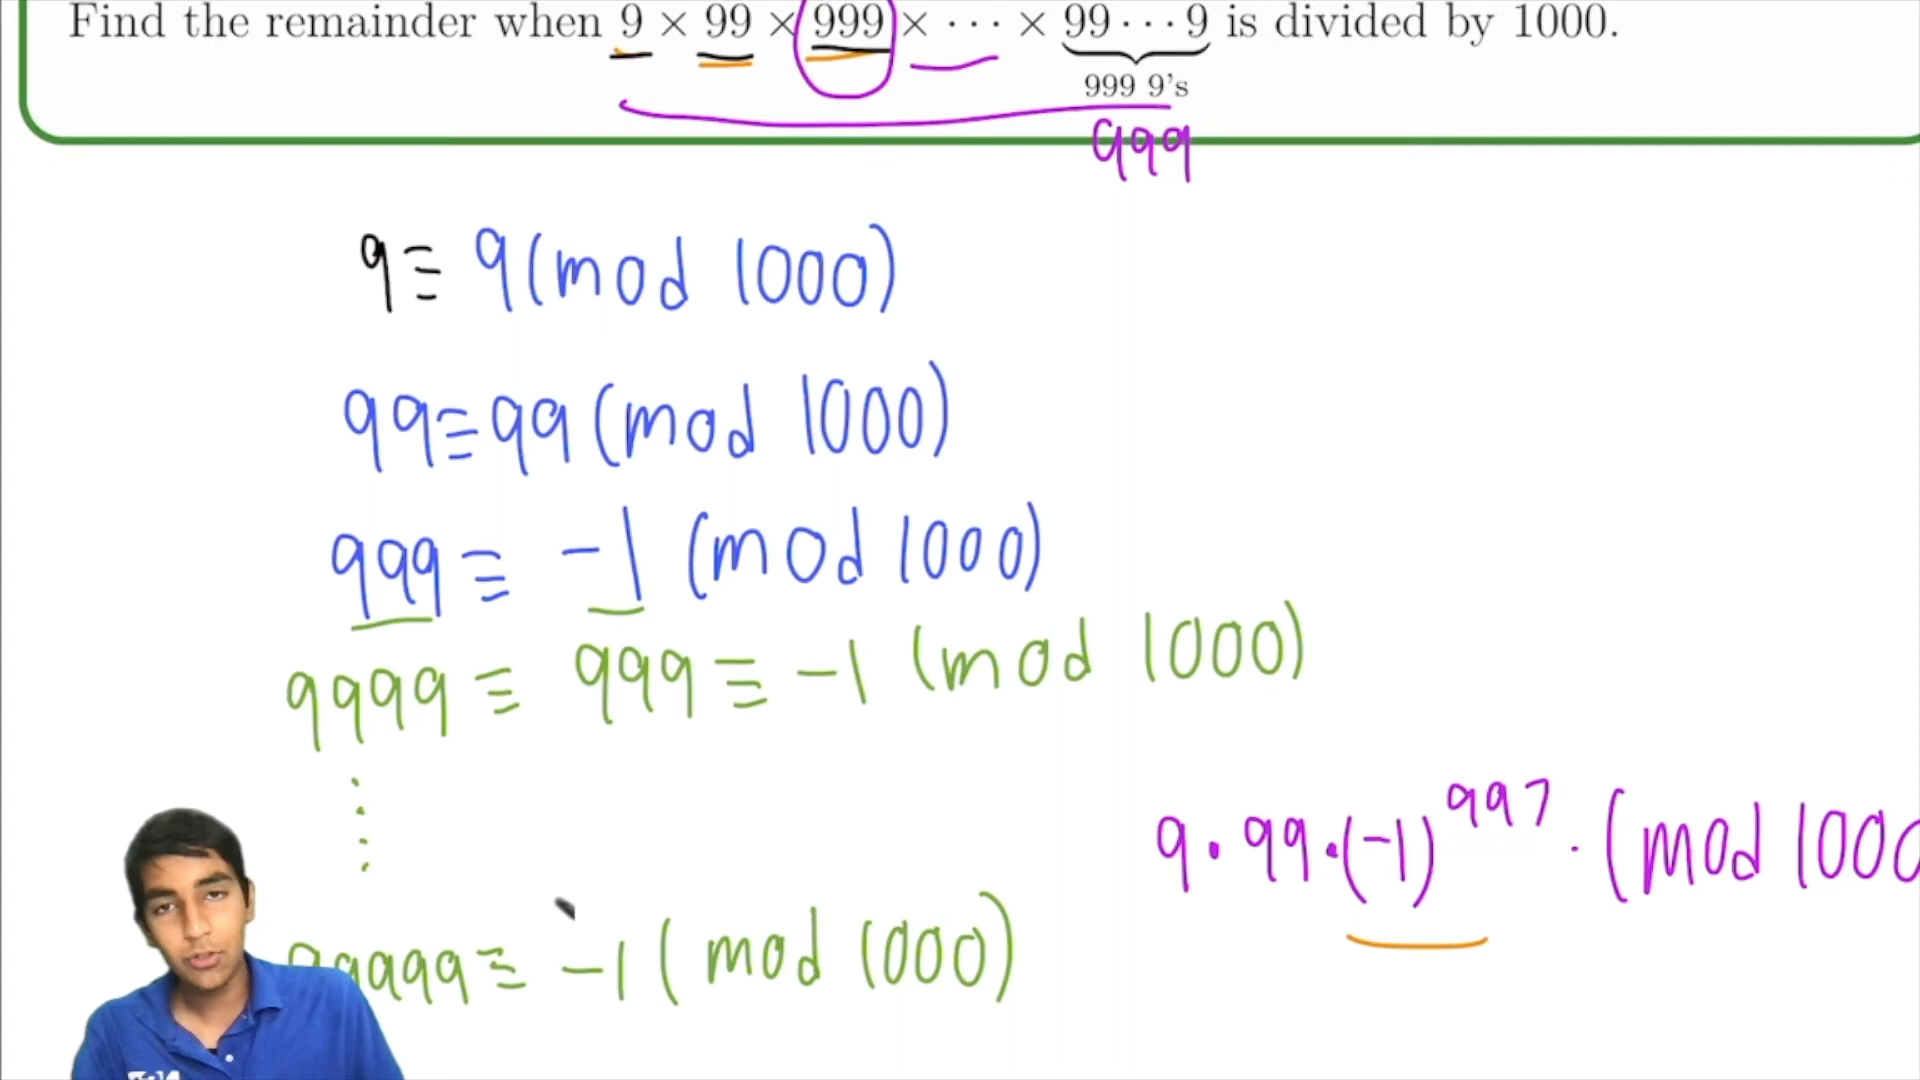 Find the remainder when 9 × 99 × 999 × ⋯ × 99⋯9 is divided by 1000.
999 9's
999
9 ≡ 9 (mod 1000)
99 ≡ 99 (mod 1000)
999 ≡ -1 (mod 1000)
9999 ≡ 999 ≡ -1 (mod 1000)
⋮
9 · 99 · (-1)^997 · (mod 1000
99999 ≡ -1 (mod 1000)